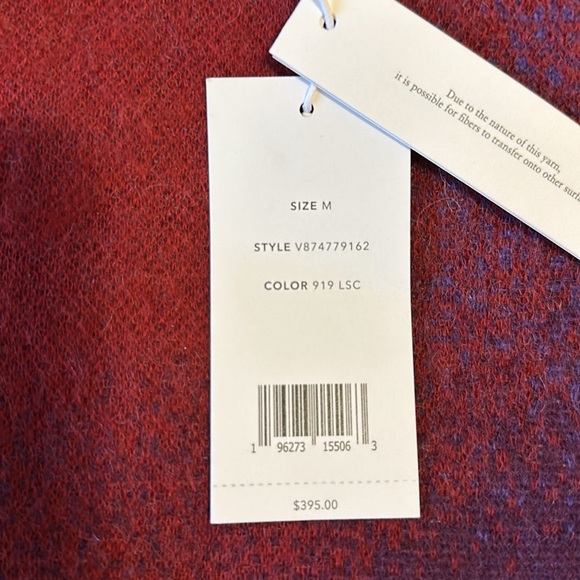 Due to the nature of this yarn,
it is possible for fibers to transfer onto other
SIZE M
STYLE V874779162
COLOR 919 LSC
1 96273 15506 3
$395.00